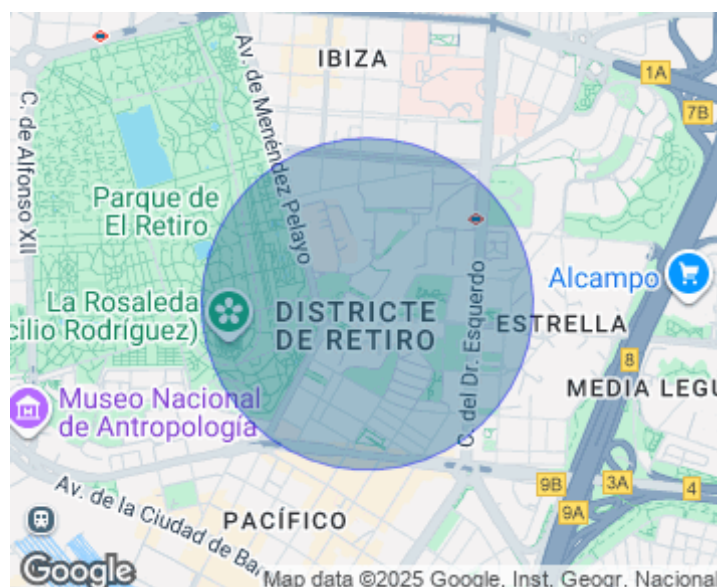 IBIZA
Av. de Menéndez Pelayo
C. de Alfonso XII
1A
7B
Parque de
El Retiro
Alcampo
La Rosaleda
cilio Rodríguez)
DISTRICTE
DE RETIRO
C. del Dr. Esquerdo
ESTRELLA
8
MEDIA LEGU
Museo Nacional
de Antropología
9B
3A
4
9A
Av. de la Ciudad de Ba
PACÍFICO
Google
Map data ©2025 Google, Inst. Geogr. Nacional